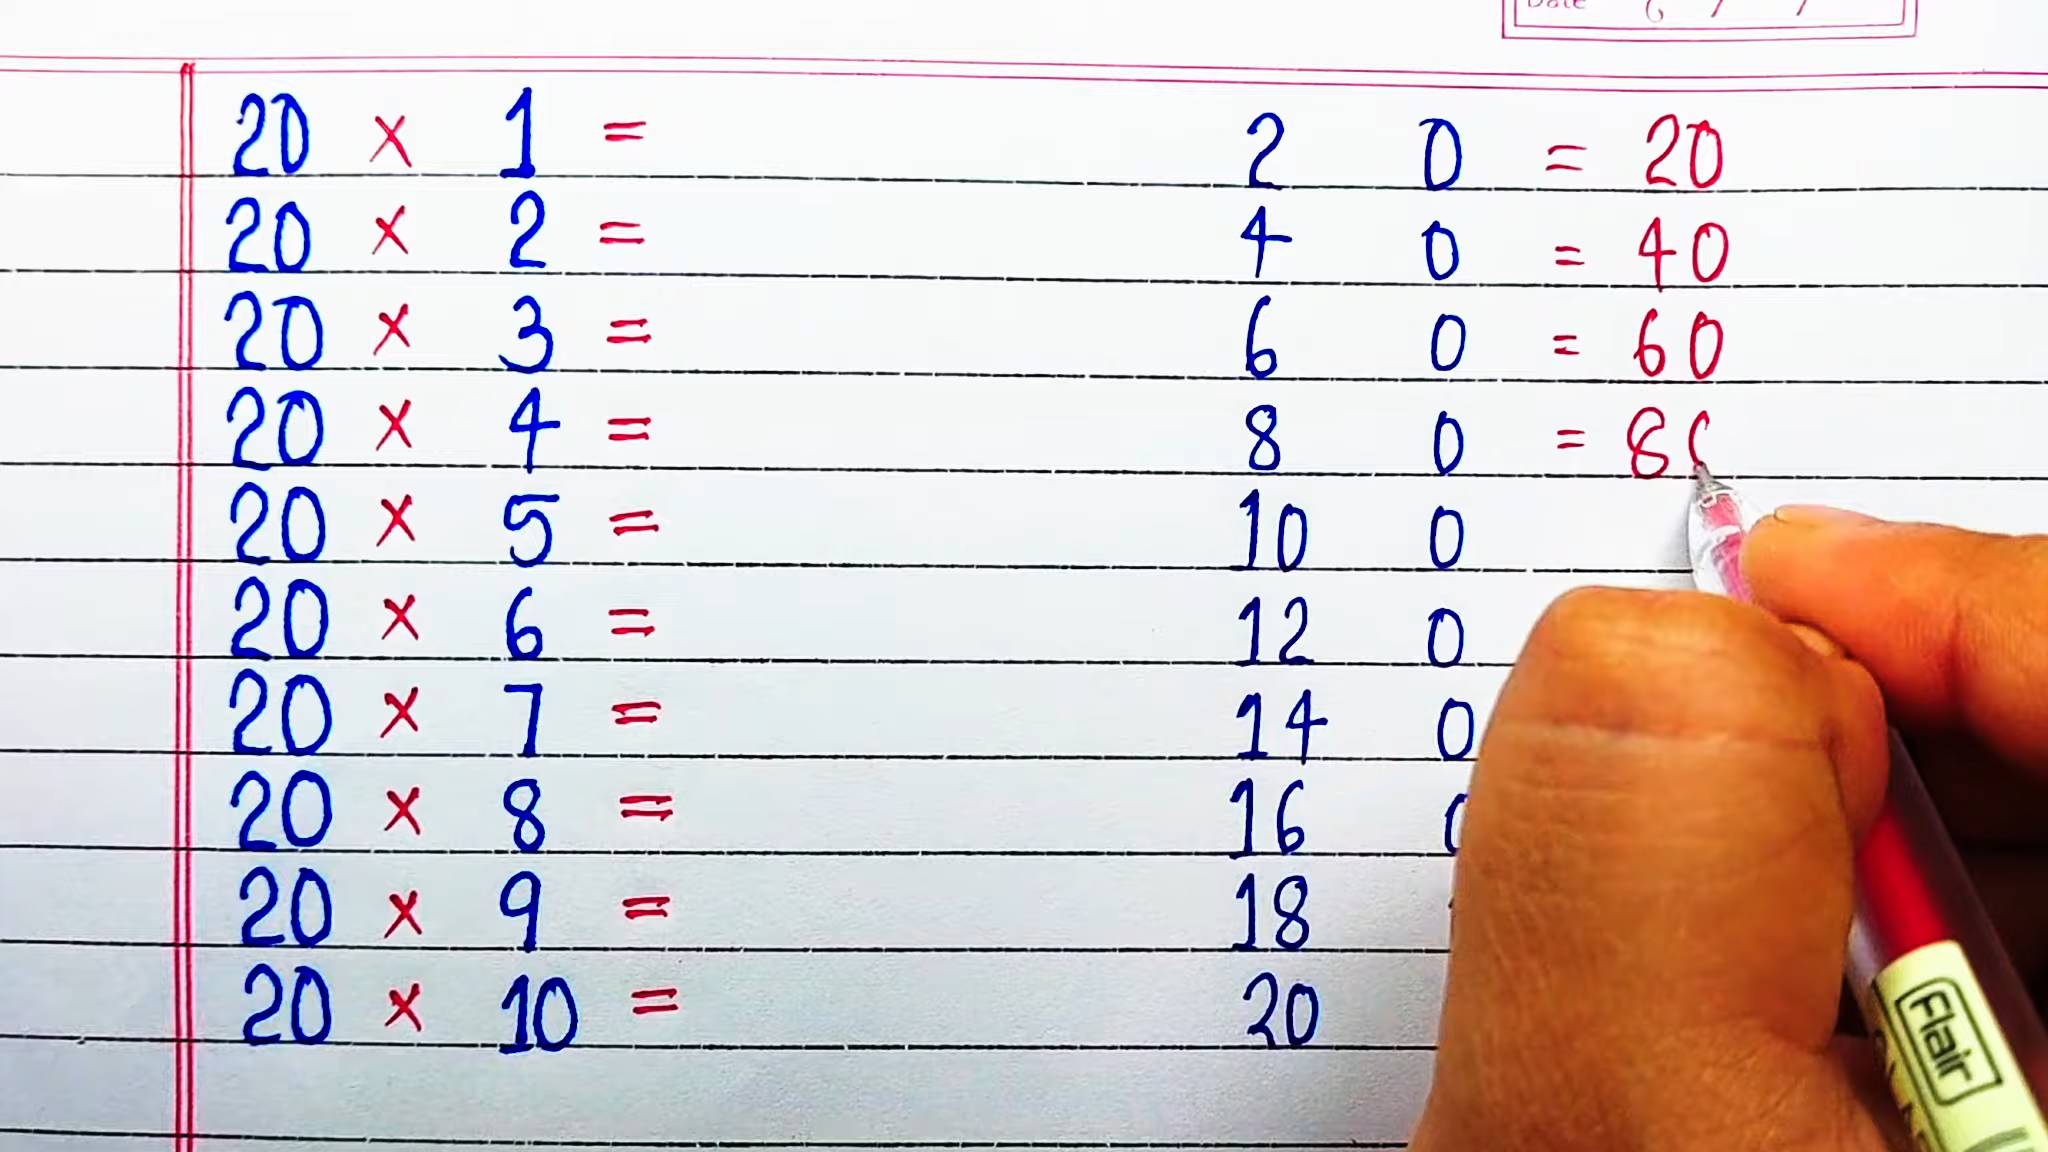 Date
20 × 1 = 2 0 = 20
20 × 2 = 4 0 = 40
20 × 3 = 6 0 = 60
20 × 4 = 8 0 = 8
20 × 5 = 10 0
20 × 6 = 12 0
20 × 7 = 14 0
20 × 8 = 16 0
20 × 9 = 18
20 × 10 = 20
Flair